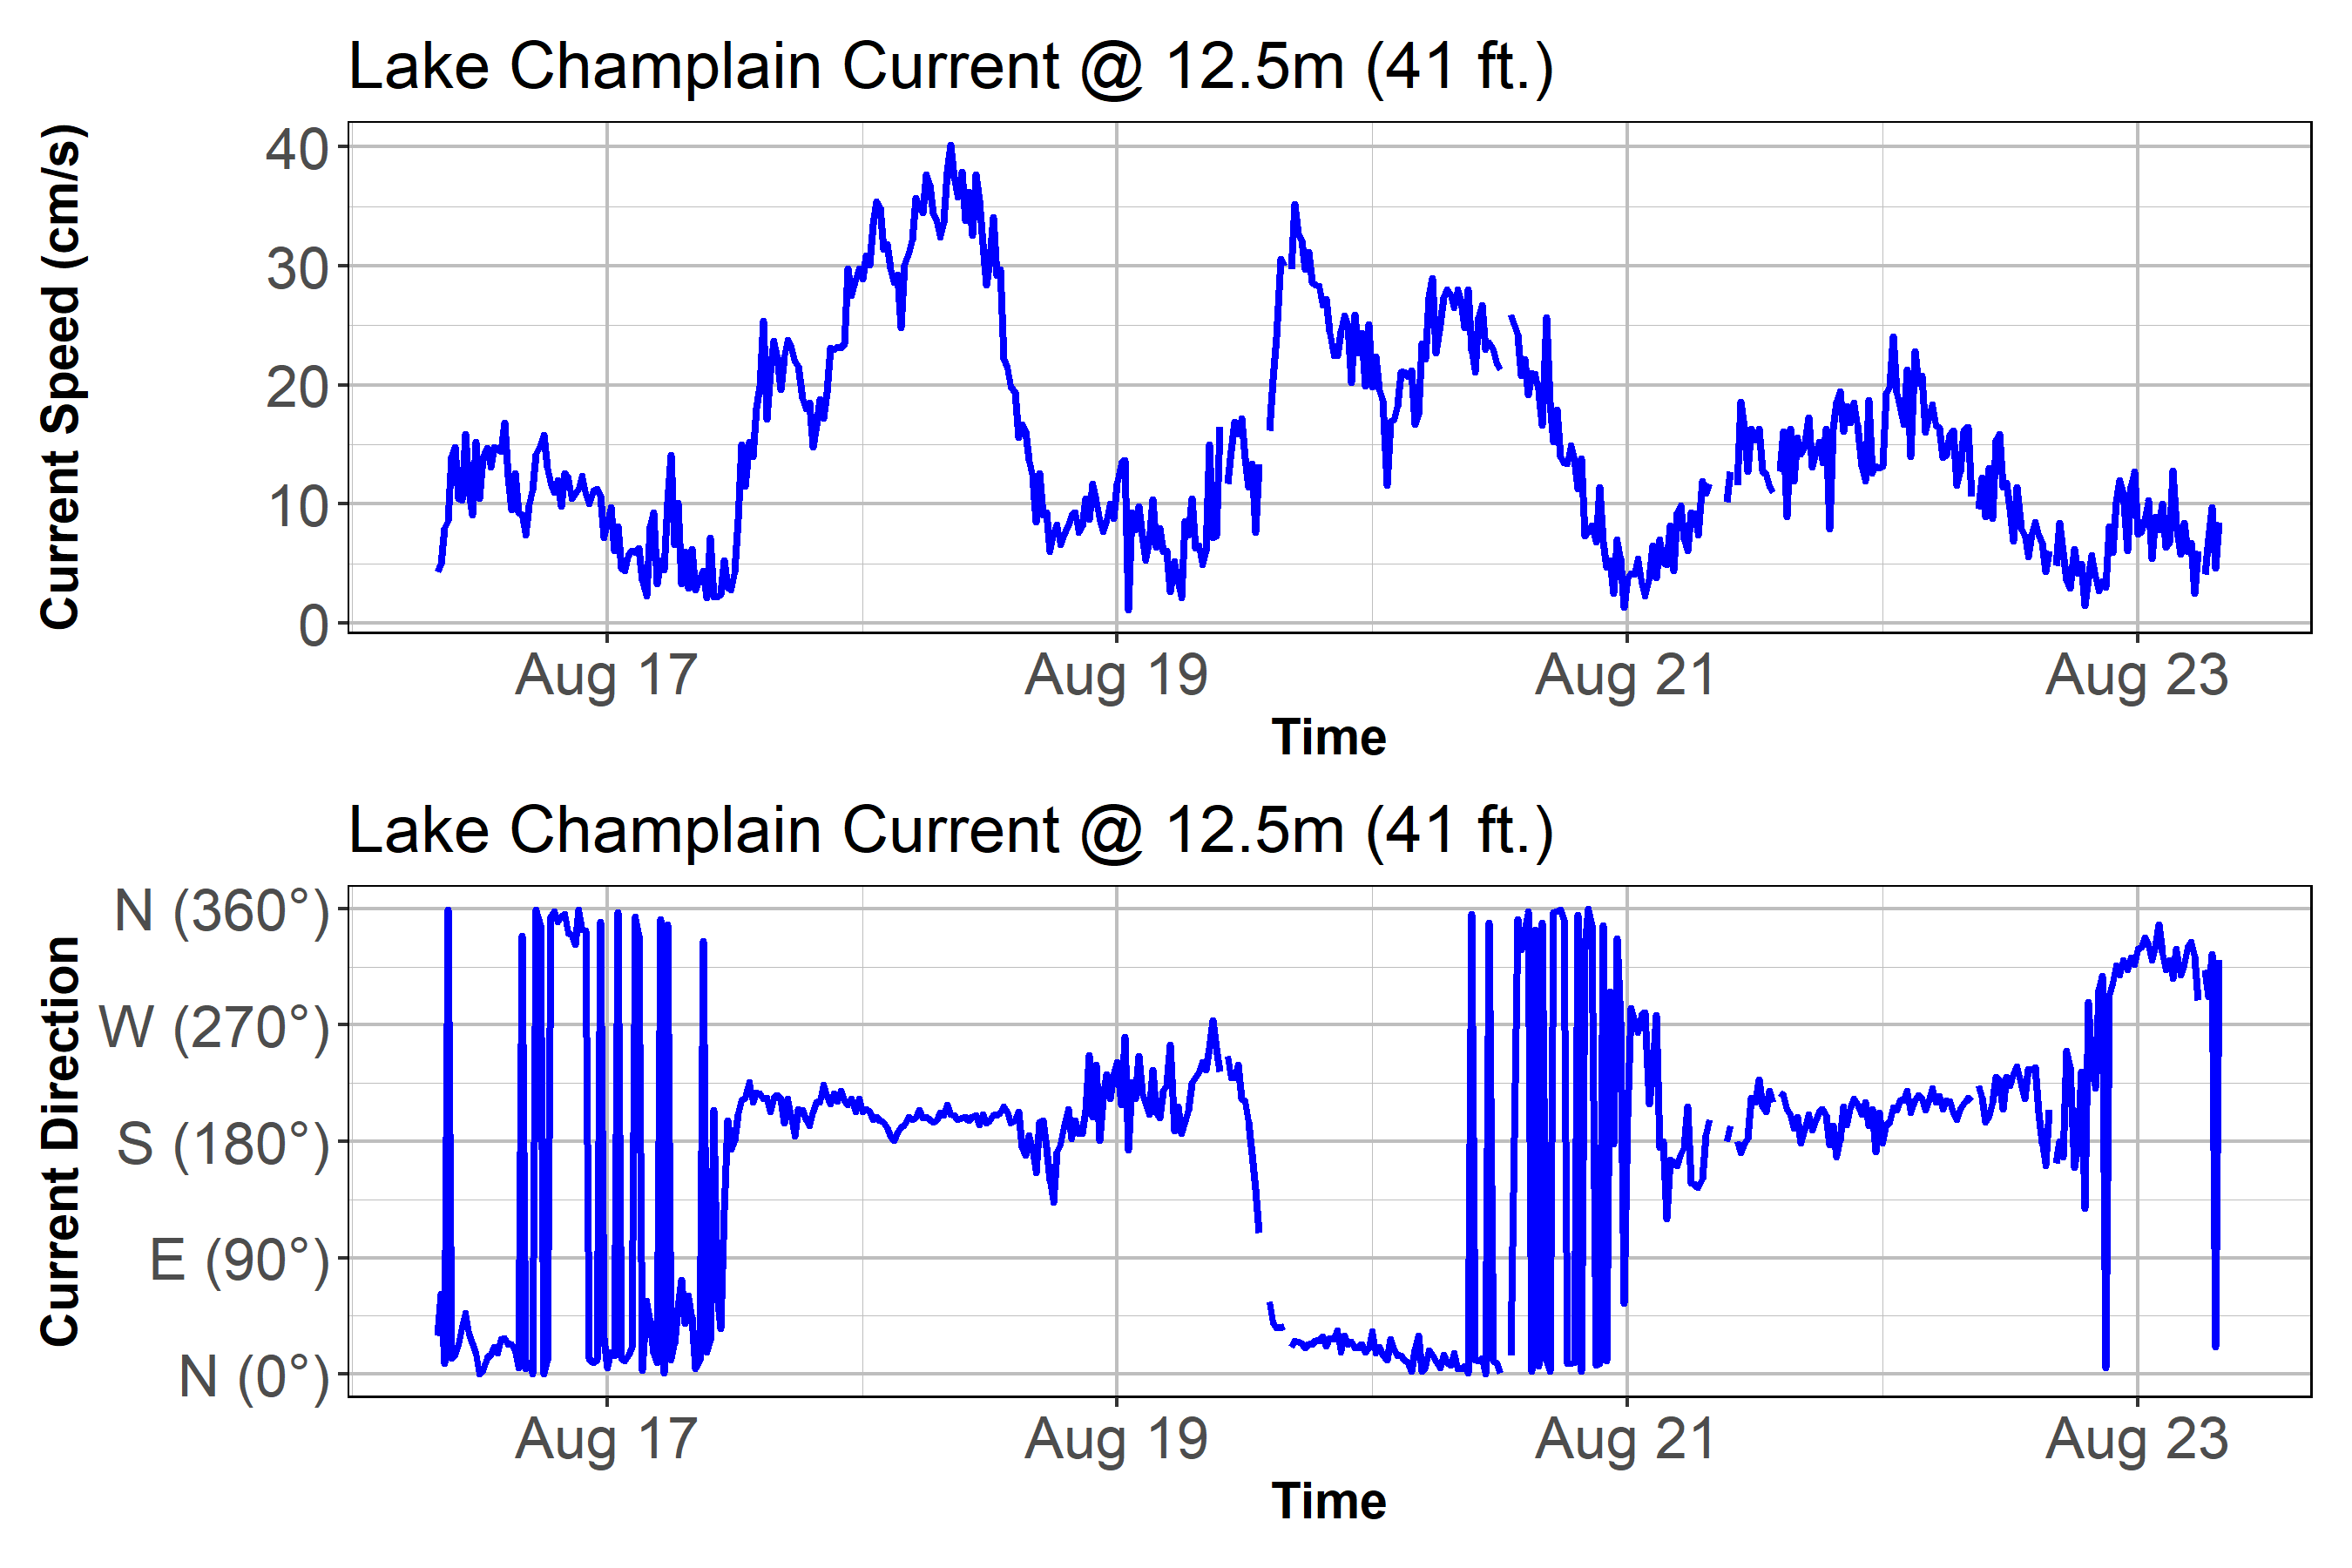 Lake Champlain Current @ 12.5m (41 ft.)
Current Speed (cm/s)
40
30
20
10
0
Aug 17 Aug 19 Aug 21 Aug 23
Time
Lake Champlain Current @ 12.5m (41 ft.)
Current Direction
N (360°)
W (270°)
S (180°)
E (90°)
N (0°)
Aug 17 Aug 19 Aug 21 Aug 23
Time